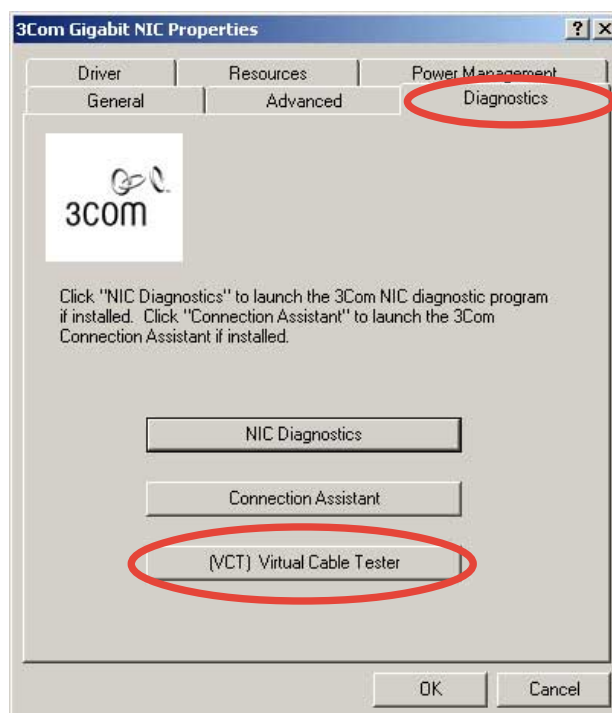 3Com Gigabit NIC Properties
Driver
Resources
Power Management
General
Advanced
Diagnostics
3COM
Click "NIC Diagnostics" to launch the 3Com NIC diagnostic program
if installed. Click "Connection Assistant" to launch the 3Com
Connection Assistant if installed.
NIC Diagnostics
Connection Assistant
(VCT) Virtual Cable Tester
OK
Cancel